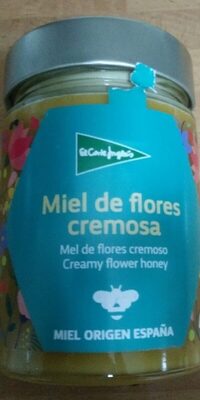 El Corte Inglés
Miel de flores
cremosa
Mel de flores cremoso
Creamy flower honey
MIEL ORIGEN ESPAÑA